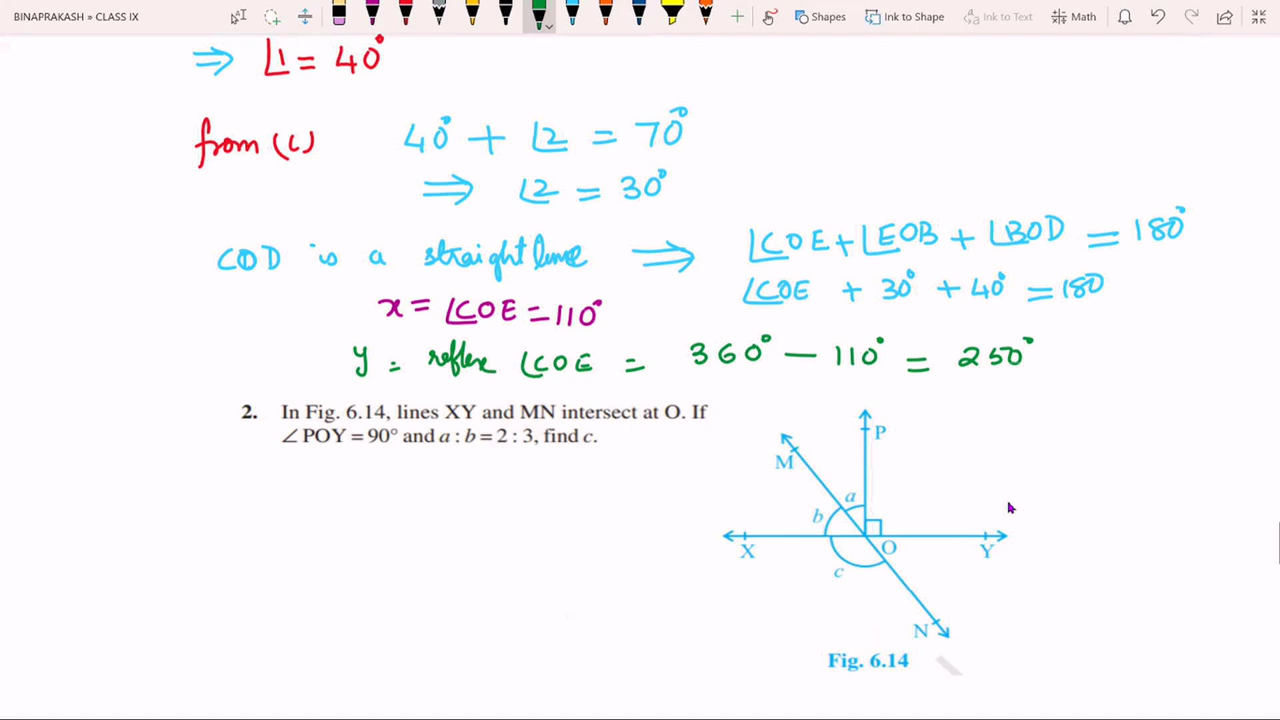 BINAPRAKASH » CLASS IX
Shapes
Ink to Shape
Ink to Text
Math
⇒ ∠1 = 40°
from (C) 40° + ∠2 = 70°
⇒ ∠2 = 30°
COD is a straight line ⇒ ∠COE + ∠EOB + ∠BOD = 180°
∠COE + 30° + 40° = 180
x = ∠COE = 110°
y = reflex ∠COE = 360° — 110° = 250°
2. In Fig. 6.14, lines XY and MN intersect at O. If
∠ POY = 90° and a : b = 2 : 3, find c.
P
M
a
b
X
O
Y
c
N
Fig. 6.14